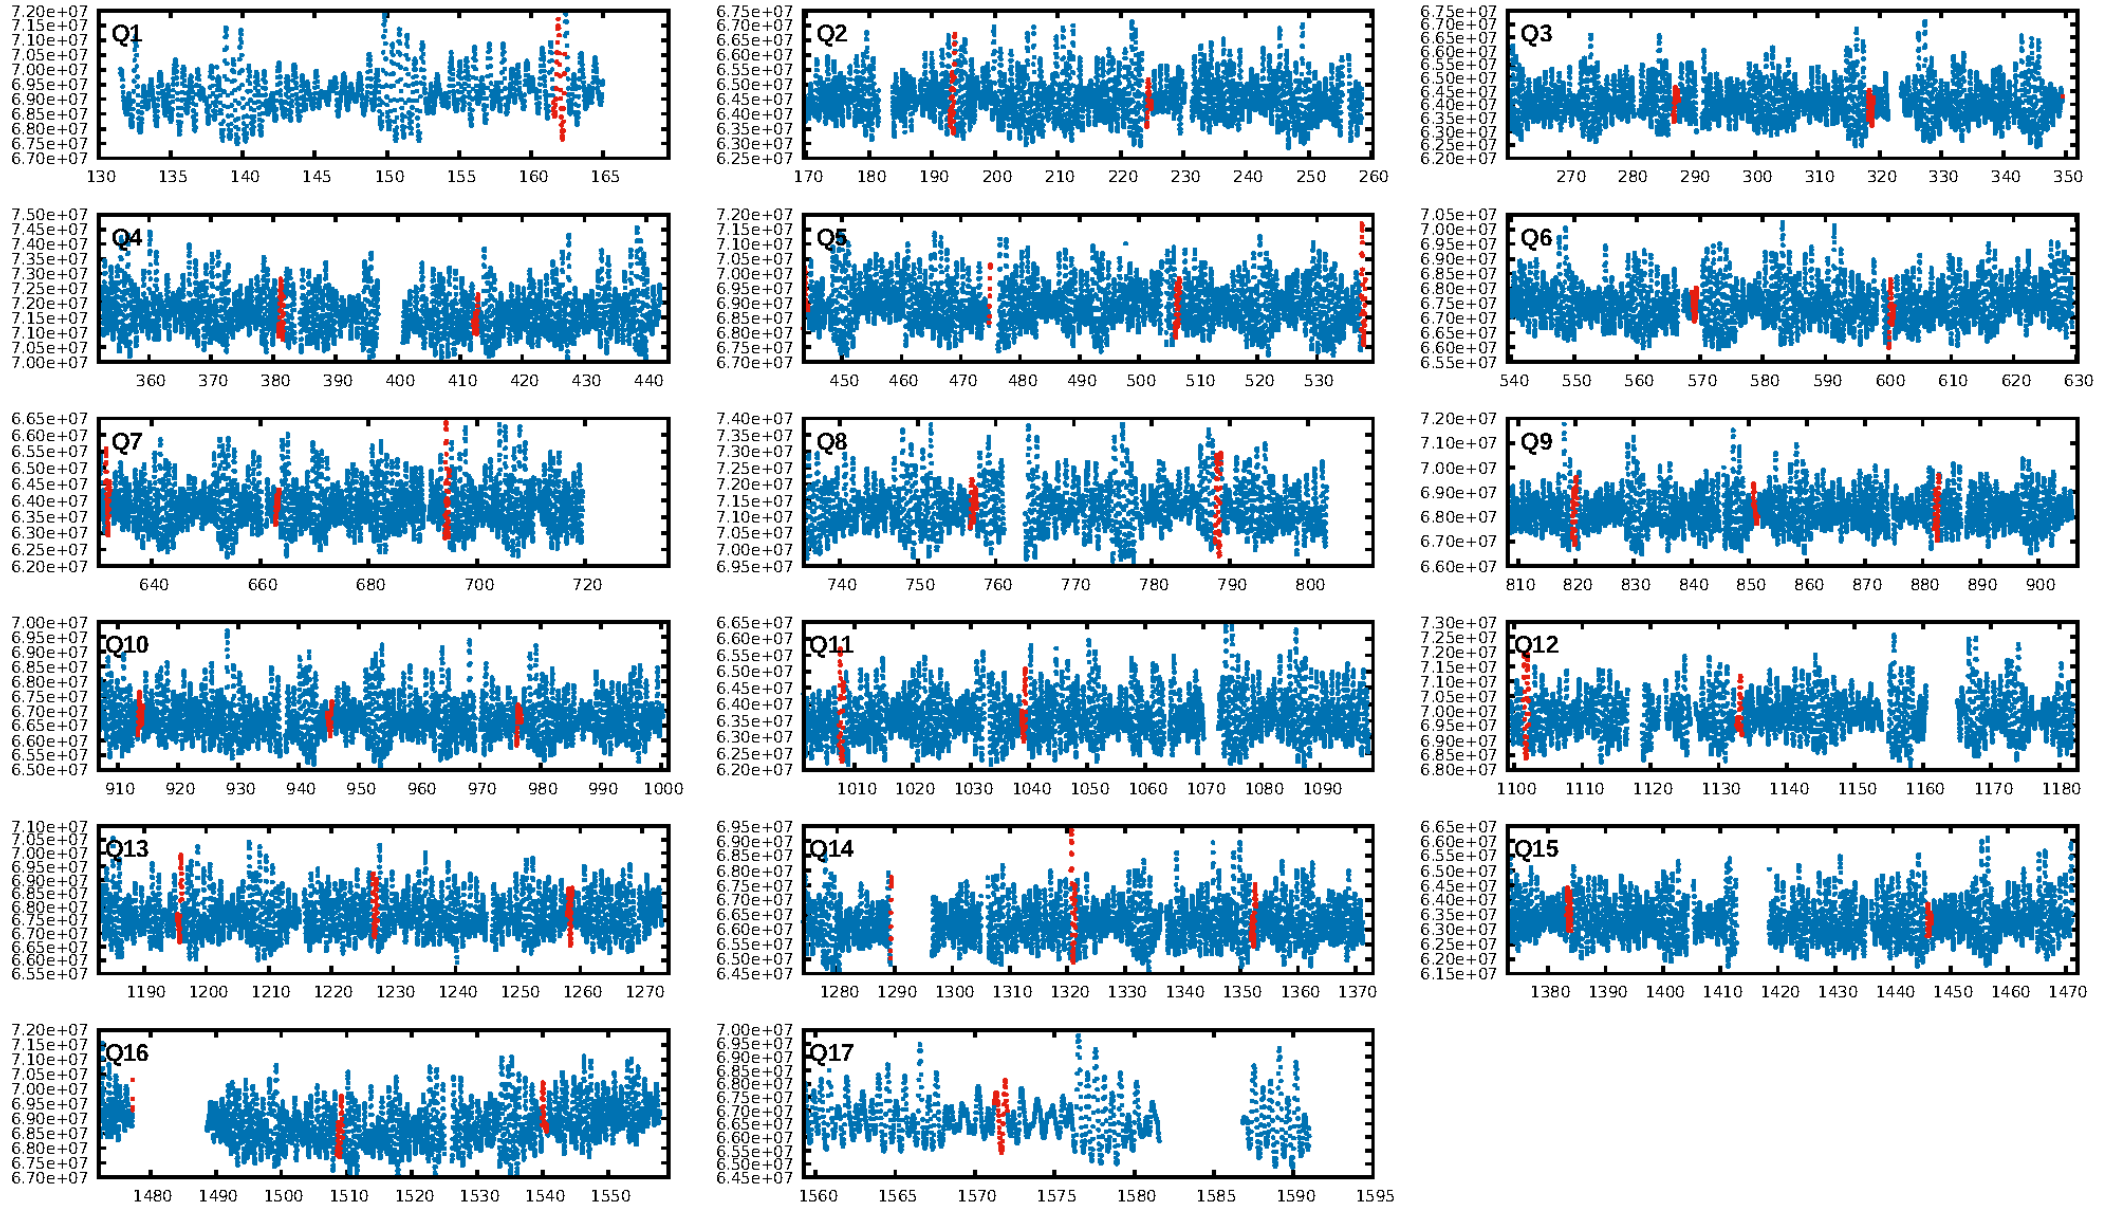 7.20e+07 7.15e+07 7.10e+07 7.05e+07 7.00e+07 6.95e+07 6.90e+07 6.85e+07 6.80e+07 6.75e+07 6.70e+07
Q1
130 135 140 145 150 155 160 165
6.75e+07 6.70e+07 6.65e+07 6.60e+07 6.55e+07 6.50e+07 6.45e+07 6.40e+07 6.35e+07 6.30e+07 6.25e+07
Q2
170 180 190 200 210 220 230 240 250 260
6.75e+07 6.70e+07 6.65e+07 6.60e+07 6.55e+07 6.50e+07 6.45e+07 6.40e+07 6.35e+07 6.30e+07 6.25e+07 6.20e+07
Q3
270 280 290 300 310 320 330 340 350
7.50e+07 7.45e+07 7.40e+07 7.35e+07 7.30e+07 7.25e+07 7.20e+07 7.15e+07 7.10e+07 7.05e+07 7.00e+07
Q4
360 370 380 390 400 410 420 430 440
7.20e+07 7.15e+07 7.10e+07 7.05e+07 7.00e+07 6.95e+07 6.90e+07 6.85e+07 6.80e+07 6.75e+07 6.70e+07
Q5
450 460 470 480 490 500 510 520 530
7.05e+07 7.00e+07 6.95e+07 6.90e+07 6.85e+07 6.80e+07 6.75e+07 6.70e+07 6.65e+07 6.60e+07 6.55e+07
Q6
540 550 560 570 580 590 600 610 620 630
6.65e+07 6.60e+07 6.55e+07 6.50e+07 6.45e+07 6.40e+07 6.35e+07 6.30e+07 6.25e+07 6.20e+07
Q7
640 660 680 700 720
7.40e+07 7.35e+07 7.30e+07 7.25e+07 7.20e+07 7.15e+07 7.10e+07 7.05e+07 7.00e+07 6.95e+07
Q8
740 750 760 770 780 790 800
7.20e+07 7.10e+07 7.00e+07 6.90e+07 6.80e+07 6.70e+07 6.60e+07
Q9
810 820 830 840 850 860 870 880 890 900
7.00e+07 6.95e+07 6.90e+07 6.85e+07 6.80e+07 6.75e+07 6.70e+07 6.65e+07 6.60e+07 6.55e+07 6.50e+07
Q10
910 920 930 940 950 960 970 980 990 1000
6.65e+07 6.60e+07 6.55e+07 6.50e+07 6.45e+07 6.40e+07 6.35e+07 6.30e+07 6.25e+07 6.20e+07
Q11
1010 1020 1030 1040 1050 1060 1070 1080 1090
7.30e+07 7.25e+07 7.20e+07 7.15e+07 7.10e+07 7.05e+07 7.00e+07 6.95e+07 6.90e+07 6.85e+07 6.80e+07
Q12
1100 1110 1120 1130 1140 1150 1160 1170 1180
7.10e+07 7.05e+07 7.00e+07 6.95e+07 6.90e+07 6.85e+07 6.80e+07 6.75e+07 6.70e+07 6.65e+07 6.60e+07 6.55e+07
Q13
1190 1200 1210 1220 1230 1240 1250 1260 1270
6.95e+07 6.90e+07 6.85e+07 6.80e+07 6.75e+07 6.70e+07 6.65e+07 6.60e+07 6.55e+07 6.50e+07 6.45e+07
Q14
1280 1290 1300 1310 1320 1330 1340 1350 1360 1370
6.65e+07 6.60e+07 6.55e+07 6.50e+07 6.45e+07 6.40e+07 6.35e+07 6.30e+07 6.25e+07 6.20e+07 6.15e+07
Q15
1380 1390 1400 1410 1420 1430 1440 1450 1460 1470
7.20e+07 7.15e+07 7.10e+07 7.05e+07 7.00e+07 6.95e+07 6.90e+07 6.85e+07 6.80e+07 6.75e+07 6.70e+07
Q16
1480 1490 1500 1510 1520 1530 1540 1550
7.00e+07 6.95e+07 6.90e+07 6.85e+07 6.80e+07 6.75e+07 6.70e+07 6.65e+07 6.60e+07 6.55e+07 6.50e+07 6.45e+07
Q17
1560 1565 1570 1575 1580 1585 1590 1595